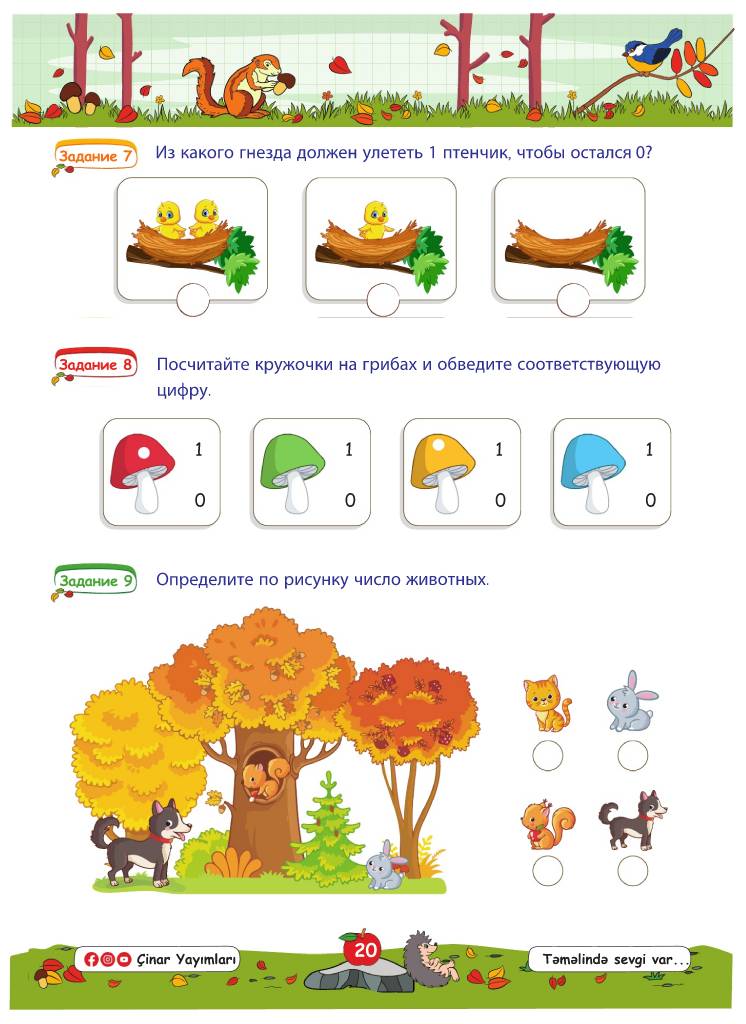 Задание 7
Из какого гнезда должен улететь 1 птенчик, чтобы остался 0?
Задание 8
Посчитайте кружочки на грибах и обведите соответствующую
цифру.
1 1 1 1
0 0 0 0
Задание 9
Определите по рисунку число животных.
Çinar Yayımları
20
Təməlində sevgi var...